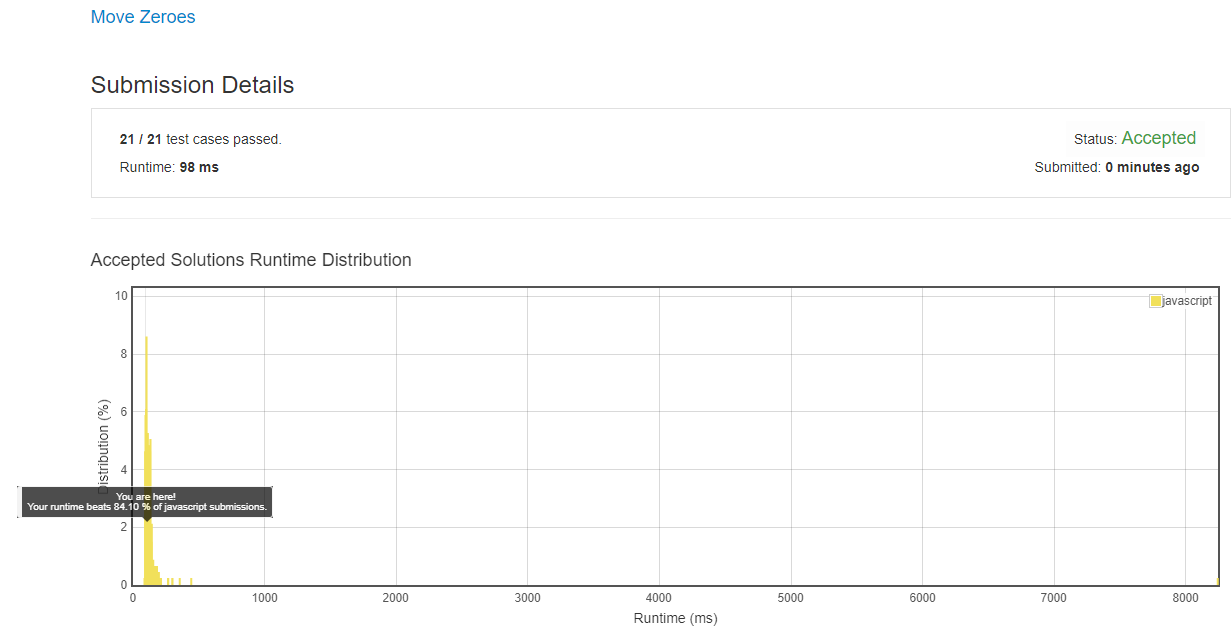 Move Zeroes
Submission Details
21 / 21 test cases passed.
Status: Accepted
Runtime: 98 ms
Submitted: 0 minutes ago
Accepted Solutions Runtime Distribution
javascript
10
8
6
4
2
0
Distribution (%)
You are here!
Your runtime beats 84.10 % of javascript submissions.
0 1000 2000 3000 4000 5000 6000 7000 8000
Runtime (ms)